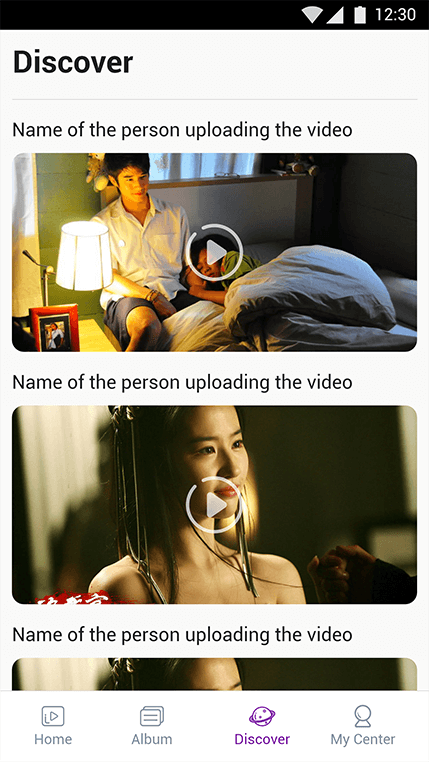 12:30
Discover
Name of the person uploading the video
Name of the person uploading the video
Name of the person uploading the video
Home
Album
Discover
My Center